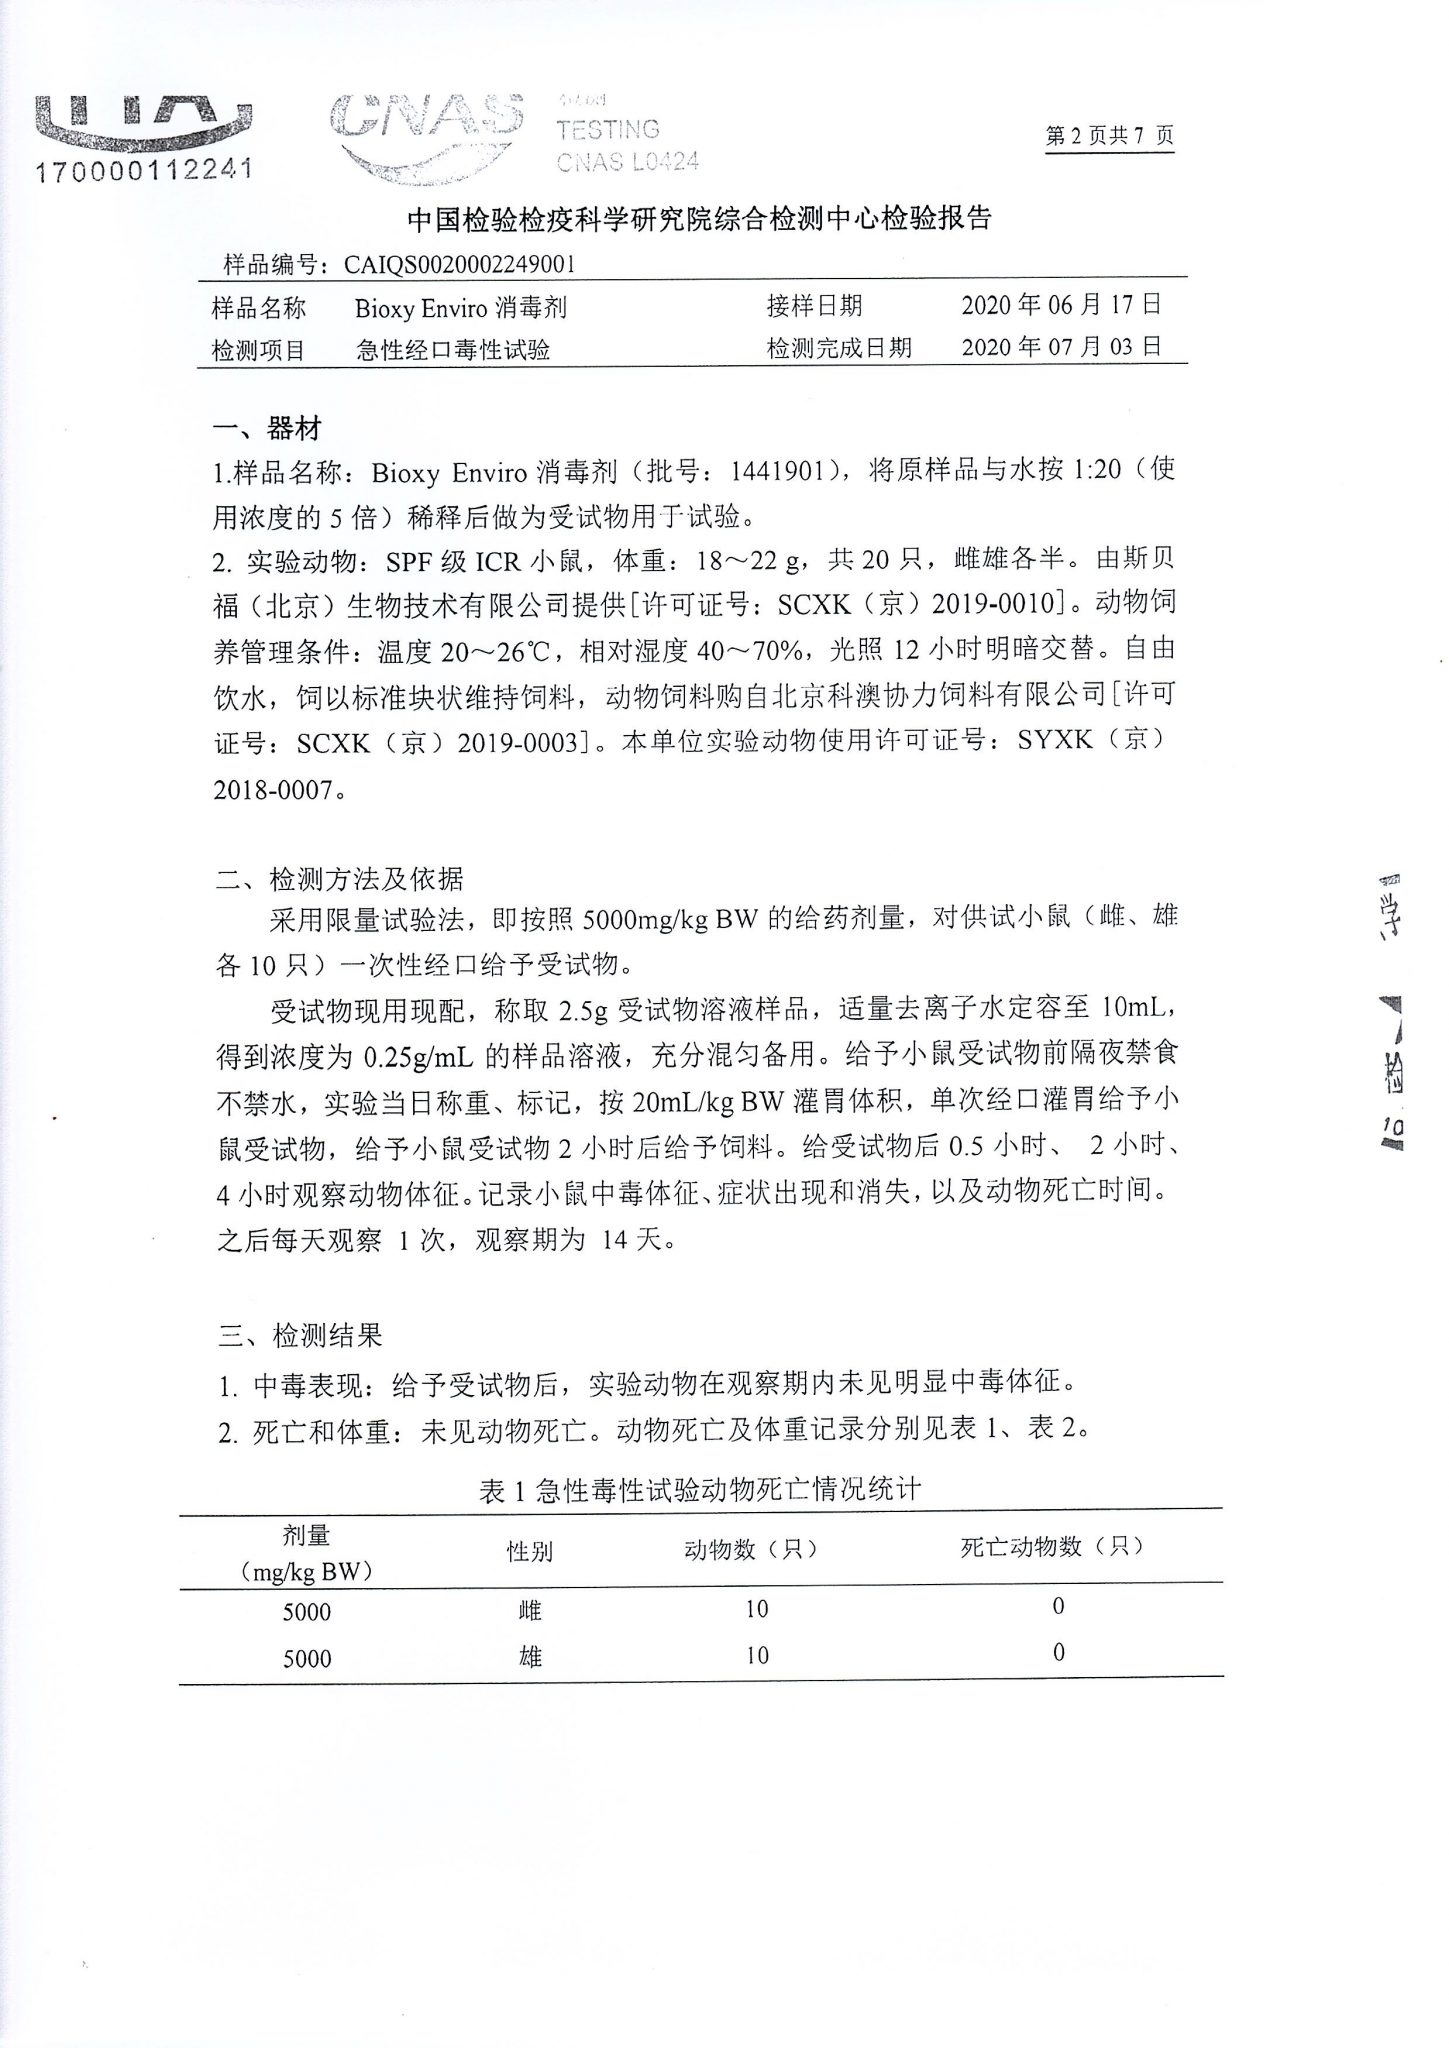 170000112241
CNAS
TESTING
CNAS L0424
第 2 页共 7 页
中国检验检疫科学研究院综合检测中心检验报告
样品编号：CAIQS0020002249001
样品名称 Bioxy Enviro 消毒剂 接样日期 2020 年 06 月 17 日
检测项目 急性经口毒性试验 检测完成日期 2020 年 07 月 03 日
一、器材
1.样品名称：Bioxy Enviro 消毒剂（批号：1441901），将原样品与水按 1:20（使
用浓度的 5 倍）稀释后做为受试物用于试验。
2. 实验动物：SPF 级 ICR 小鼠，体重：18～22 g，共 20 只，雌雄各半。由斯贝
福（北京）生物技术有限公司提供[许可证号：SCXK（京）2019-0010]。动物饲
养管理条件：温度 20～26℃，相对湿度 40～70%，光照 12 小时明暗交替。自由
饮水，饲以标准块状维持饲料，动物饲料购自北京科澳协力饲料有限公司[许可
证号：SCXK（京）2019-0003]。本单位实验动物使用许可证号：SYXK（京）
2018-0007。
二、检测方法及依据
采用限量试验法，即按照 5000mg/kg BW 的给药剂量，对供试小鼠（雌、雄
各 10 只）一次性经口给予受试物。
受试物现用现配，称取 2.5g 受试物溶液样品，适量去离子水定容至 10mL，
得到浓度为 0.25g/mL 的样品溶液，充分混匀备用。给予小鼠受试物前隔夜禁食
不禁水，实验当日称重、标记，按 20mL/kg BW 灌胃体积，单次经口灌胃给予小
鼠受试物，给予小鼠受试物 2 小时后给予饲料。给受试物后 0.5 小时、 2 小时、
4 小时观察动物体征。记录小鼠中毒体征、症状出现和消失，以及动物死亡时间。
之后每天观察 1 次，观察期为 14 天。
三、检测结果
1. 中毒表现：给予受试物后，实验动物在观察期内未见明显中毒体征。
2. 死亡和体重：未见动物死亡。动物死亡及体重记录分别见表 1、表 2。
表 1 急性毒性试验动物死亡情况统计
剂量
（mg/kg BW） 性别 动物数（只） 死亡动物数（只）
5000 雌 10 0
5000 雄 10 0
学
检
10